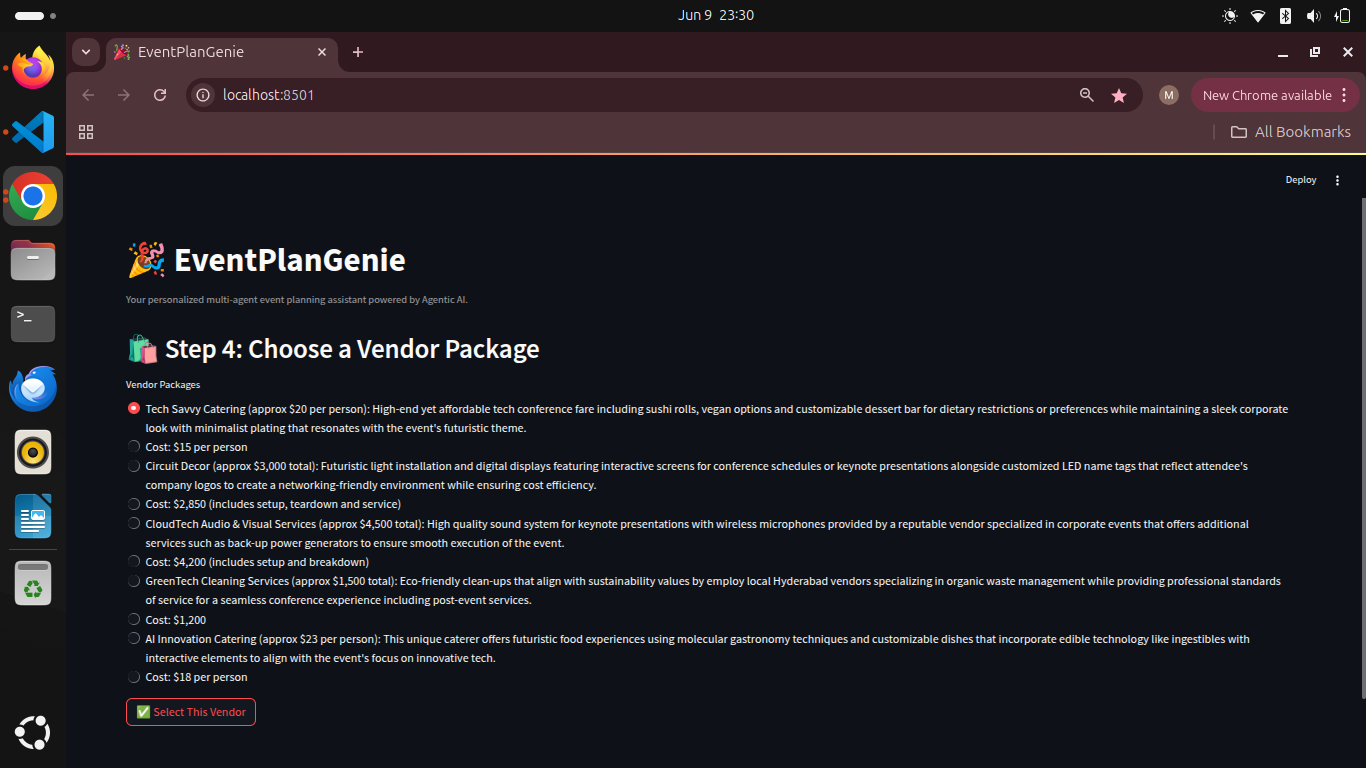 Jun 9 23:30
EventPlanGenie
localhost:8501
M
New Chrome available
All Bookmarks
Deploy
EventPlanGenie
Your personalized multi-agent event planning assistant powered by Agentic AI.
Step 4: Choose a Vendor Package
Vendor Packages
Tech Savvy Catering (approx $20 per person): High-end yet affordable tech conference fare including sushi rolls, vegan options and customizable dessert bar for dietary restrictions or preferences while maintaining a sleek corporate
look with minimalist plating that resonates with the event's futuristic theme.
Cost: $15 per person
Circuit Decor (approx $3,000 total): Futuristic light installation and digital displays featuring interactive screens for conference schedules or keynote presentations alongside customized LED name tags that reflect attendee's
company logos to create a networking-friendly environment while ensuring cost efficiency.
Cost: $2,850 (includes setup, teardown and service)
CloudTech Audio & Visual Services (approx $4,500 total): High quality sound system for keynote presentations with wireless microphones provided by a reputable vendor specialized in corporate events that offers additional
services such as back-up power generators to ensure smooth execution of the event.
Cost: $4,200 (includes setup and breakdown)
GreenTech Cleaning Services (approx $1,500 total): Eco-friendly clean-ups that align with sustainability values by employ local Hyderabad vendors specializing in organic waste management while providing professional standards
of service for a seamless conference experience including post-event services.
Cost: $1,200
AI Innovation Catering (approx $23 per person): This unique caterer offers futuristic food experiences using molecular gastronomy techniques and customizable dishes that incorporate edible technology like ingestibles with
interactive elements to align with the event's focus on innovative tech.
Cost: $18 per person
Select This Vendor